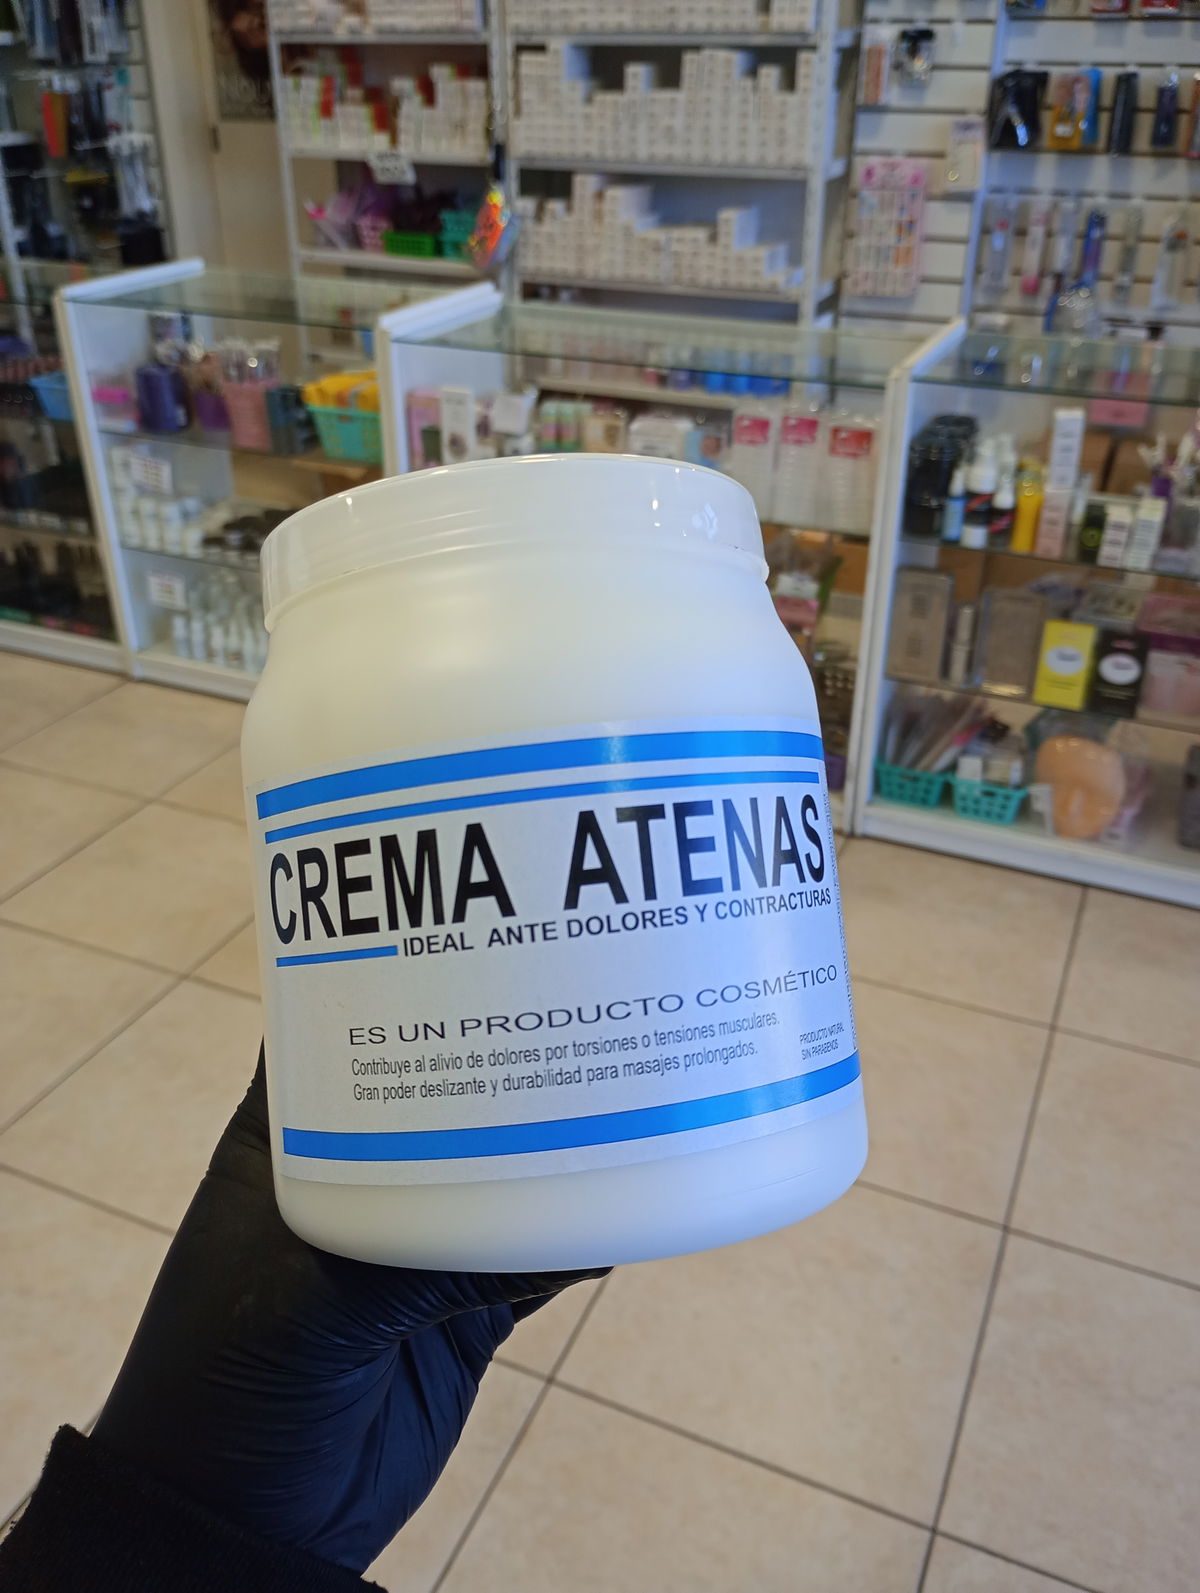 CREMA ATENAS
IDEAL ANTE DOLORES Y CONTRACTURAS
ES UN PRODUCTO COSMÉTICO
Contribuye al alivio de dolores por torsiones o tensiones musculares.
Gran poder deslizante y durabilidad para masajes prolongados.
PRODUCTO NATURAL
SIN PARABENOS